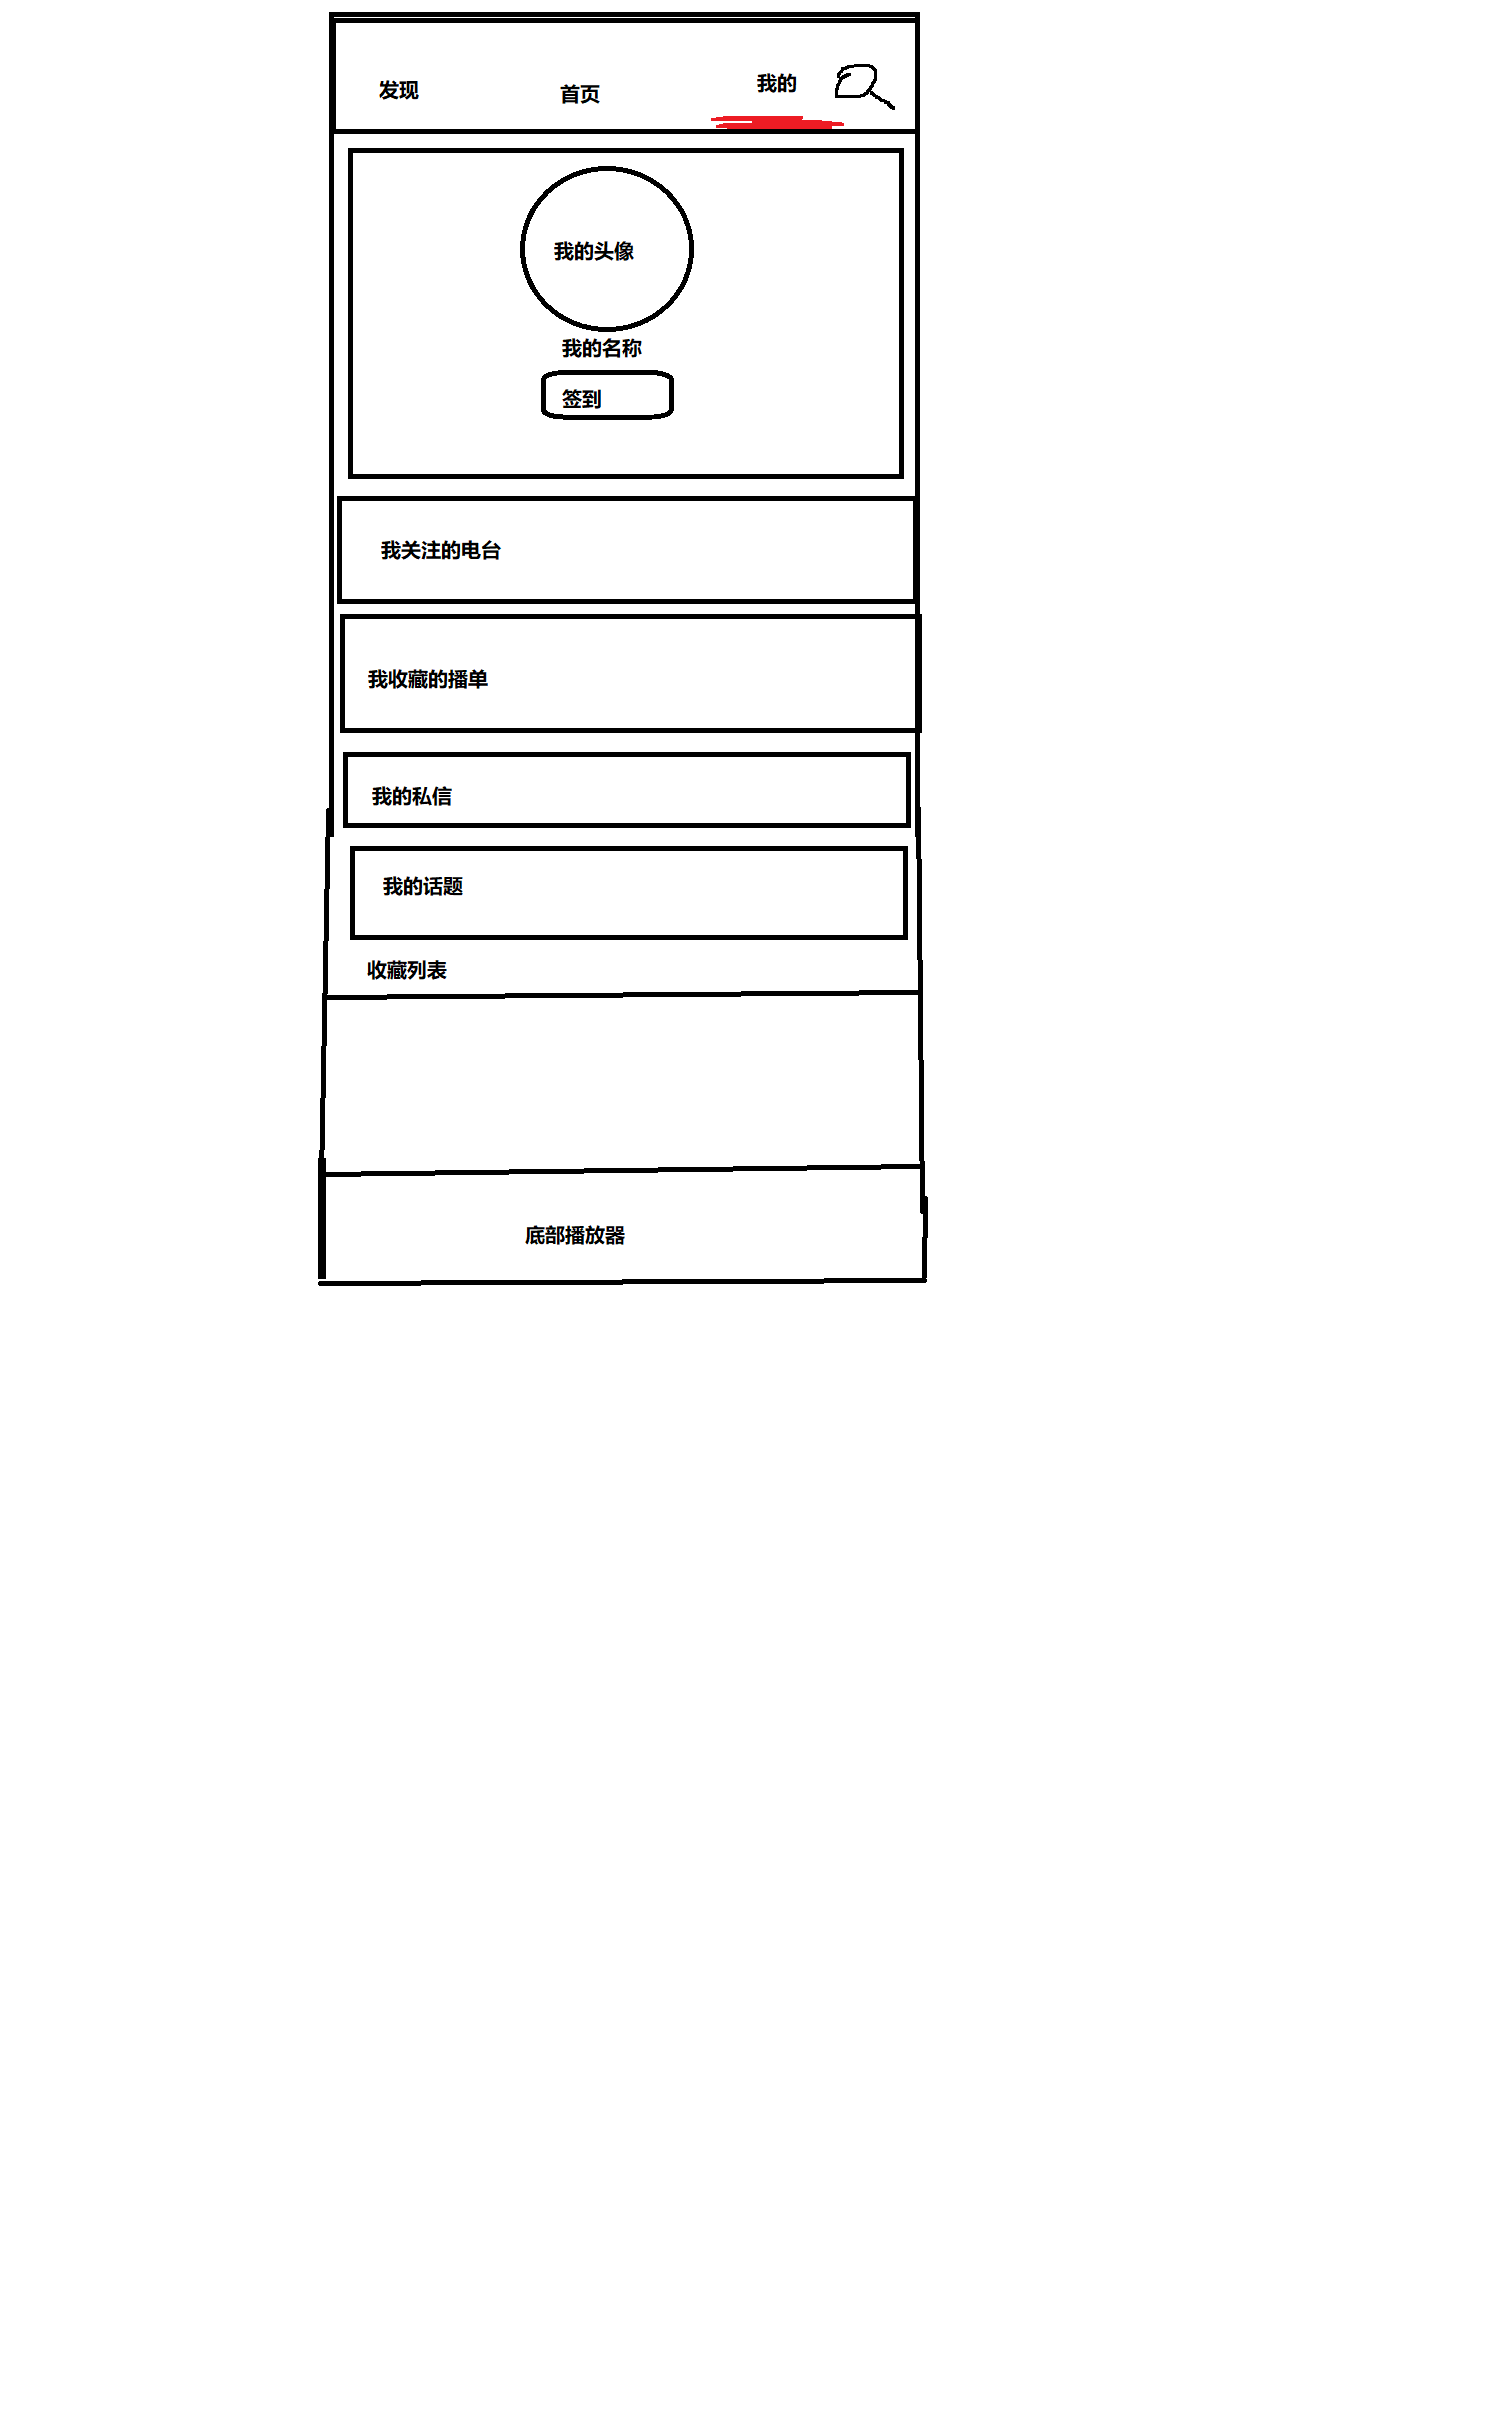 发现
首页
我的
我的头像
我的名称
签到
我关注的电台
我收藏的播单
我的私信
我的话题
收藏列表
底部播放器